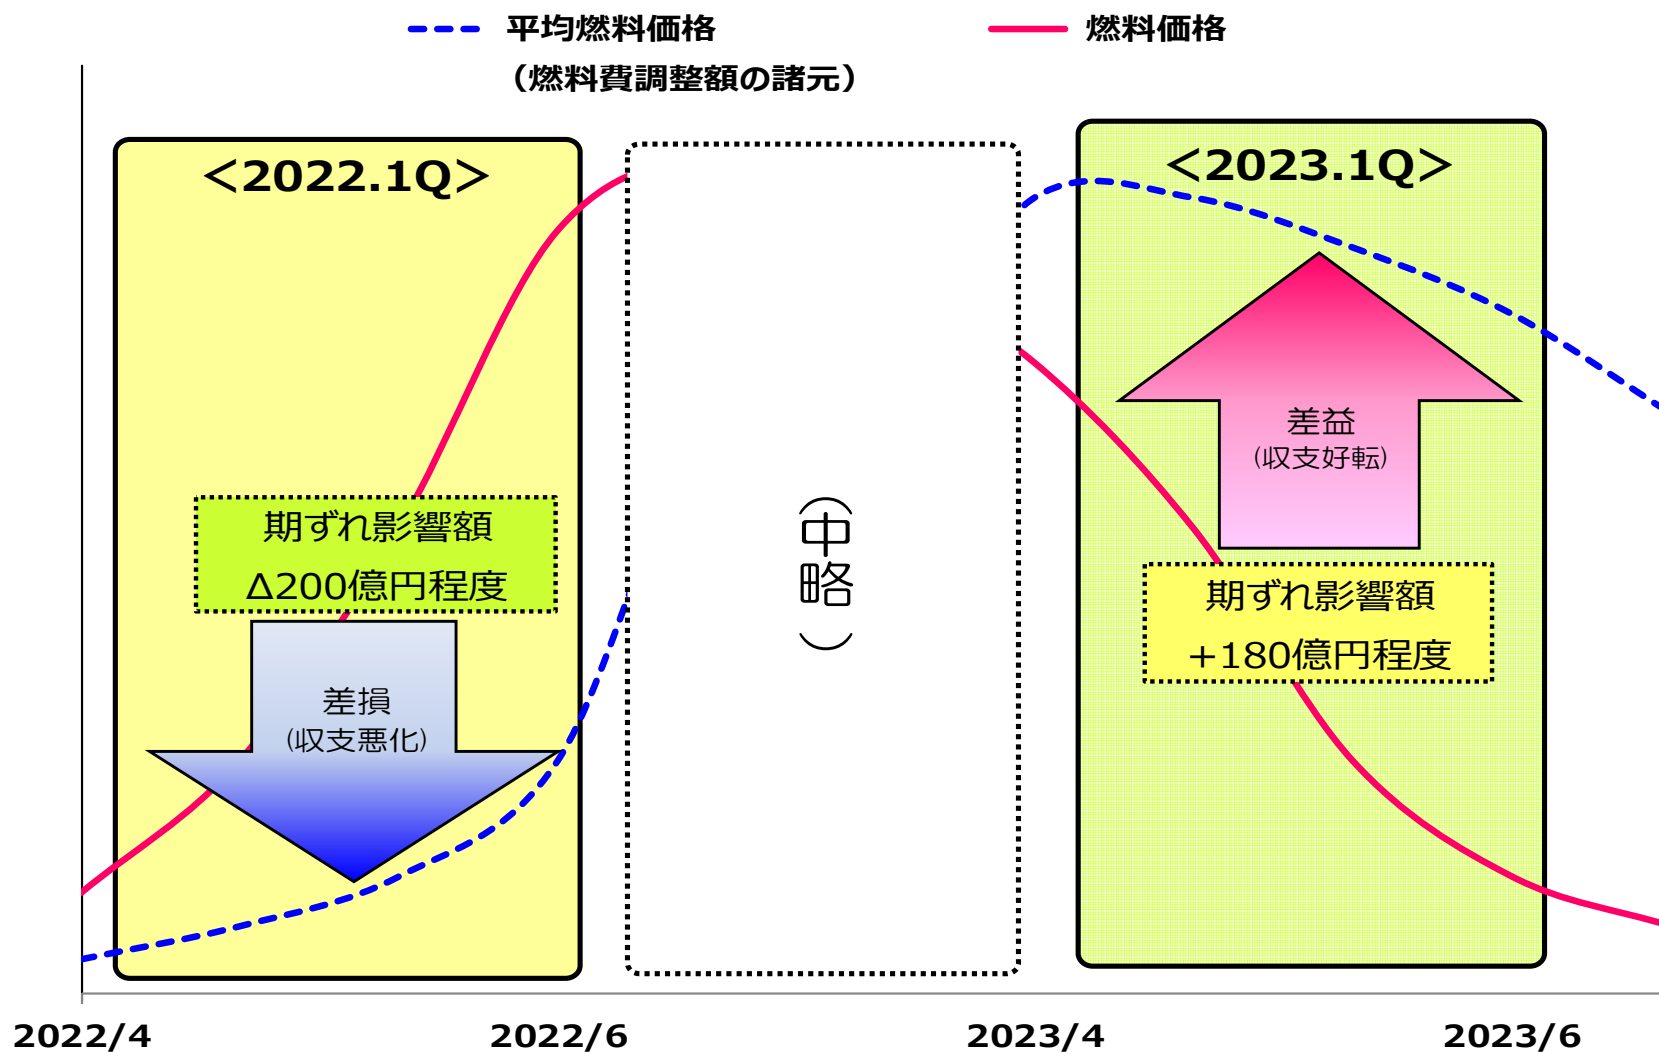 平均燃料価格
（燃料費調整額の諸元）
燃料価格
＜2022.1Q＞
期ずれ影響額
Δ200億円程度
差損
(収支悪化)
（中略）
＜2023.1Q＞
差益
(収支好転)
期ずれ影響額
+180億円程度
2022/4
2022/6
2023/4
2023/6